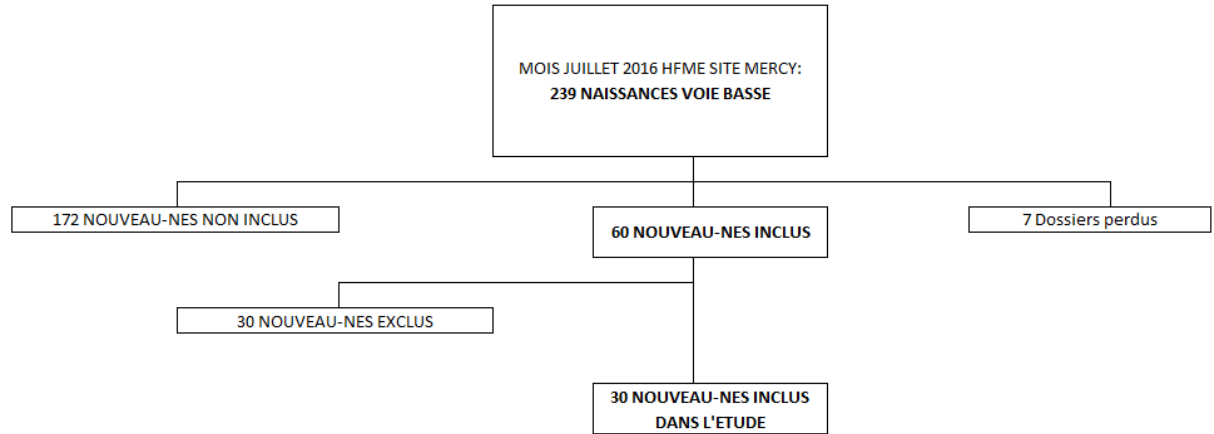 MOIS JUILLET 2016 HFME SITE MERCY:
239 NAISSANCES VOIE BASSE
172 NOUVEAU-NES NON INCLUS
60 NOUVEAU-NES INCLUS
7 Dossiers perdus
30 NOUVEAU-NES EXCLUS
30 NOUVEAU-NES INCLUS
DANS L'ETUDE